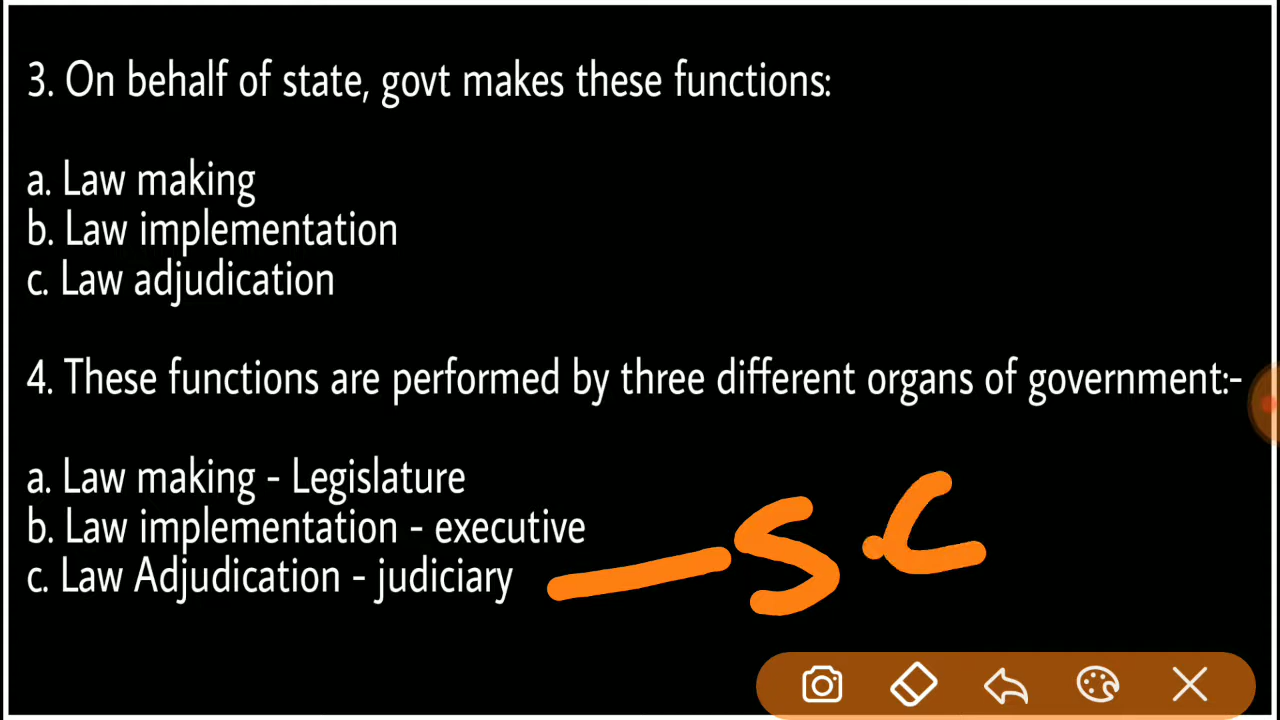 3. On behalf of state, govt makes these functions:
a. Law making
b. Law implementation
c. Law adjudication
4. These functions are performed by three different organs of government:-
a. Law making - Legislature
b. Law implementation - executive
c. Law Adjudication - judiciary — S.C